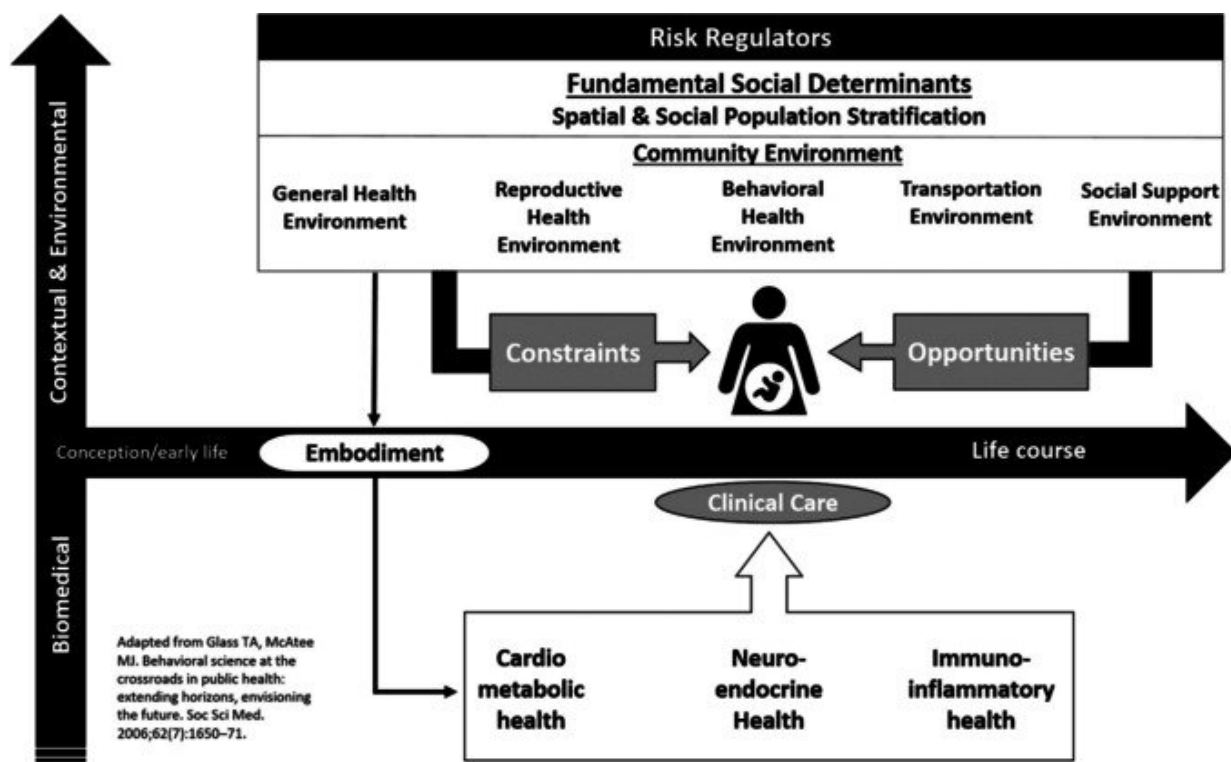 Risk Regulators
Fundamental Social Determinants
Spatial & Social Population Stratification
Community Environment
General Health
Environment
Reproductive
Health
Environment
Behavioral
Health
Environment
Transportation
Environment
Social Support
Environment
Contextual & Environmental
Constraints
Opportunities
Conception/early life
Embodiment
Life course
Clinical Care
Biomedical
Adapted from Glass TA, McAtee
MJ. Behavioral science at the
crossroads in public health:
extending horizons, envisioning
the future. Soc Sci Med.
2006;62(7):1650–71.
Cardio
metabolic
health
Neuro-
endocrine
Health
Immuno-
inflammatory
health